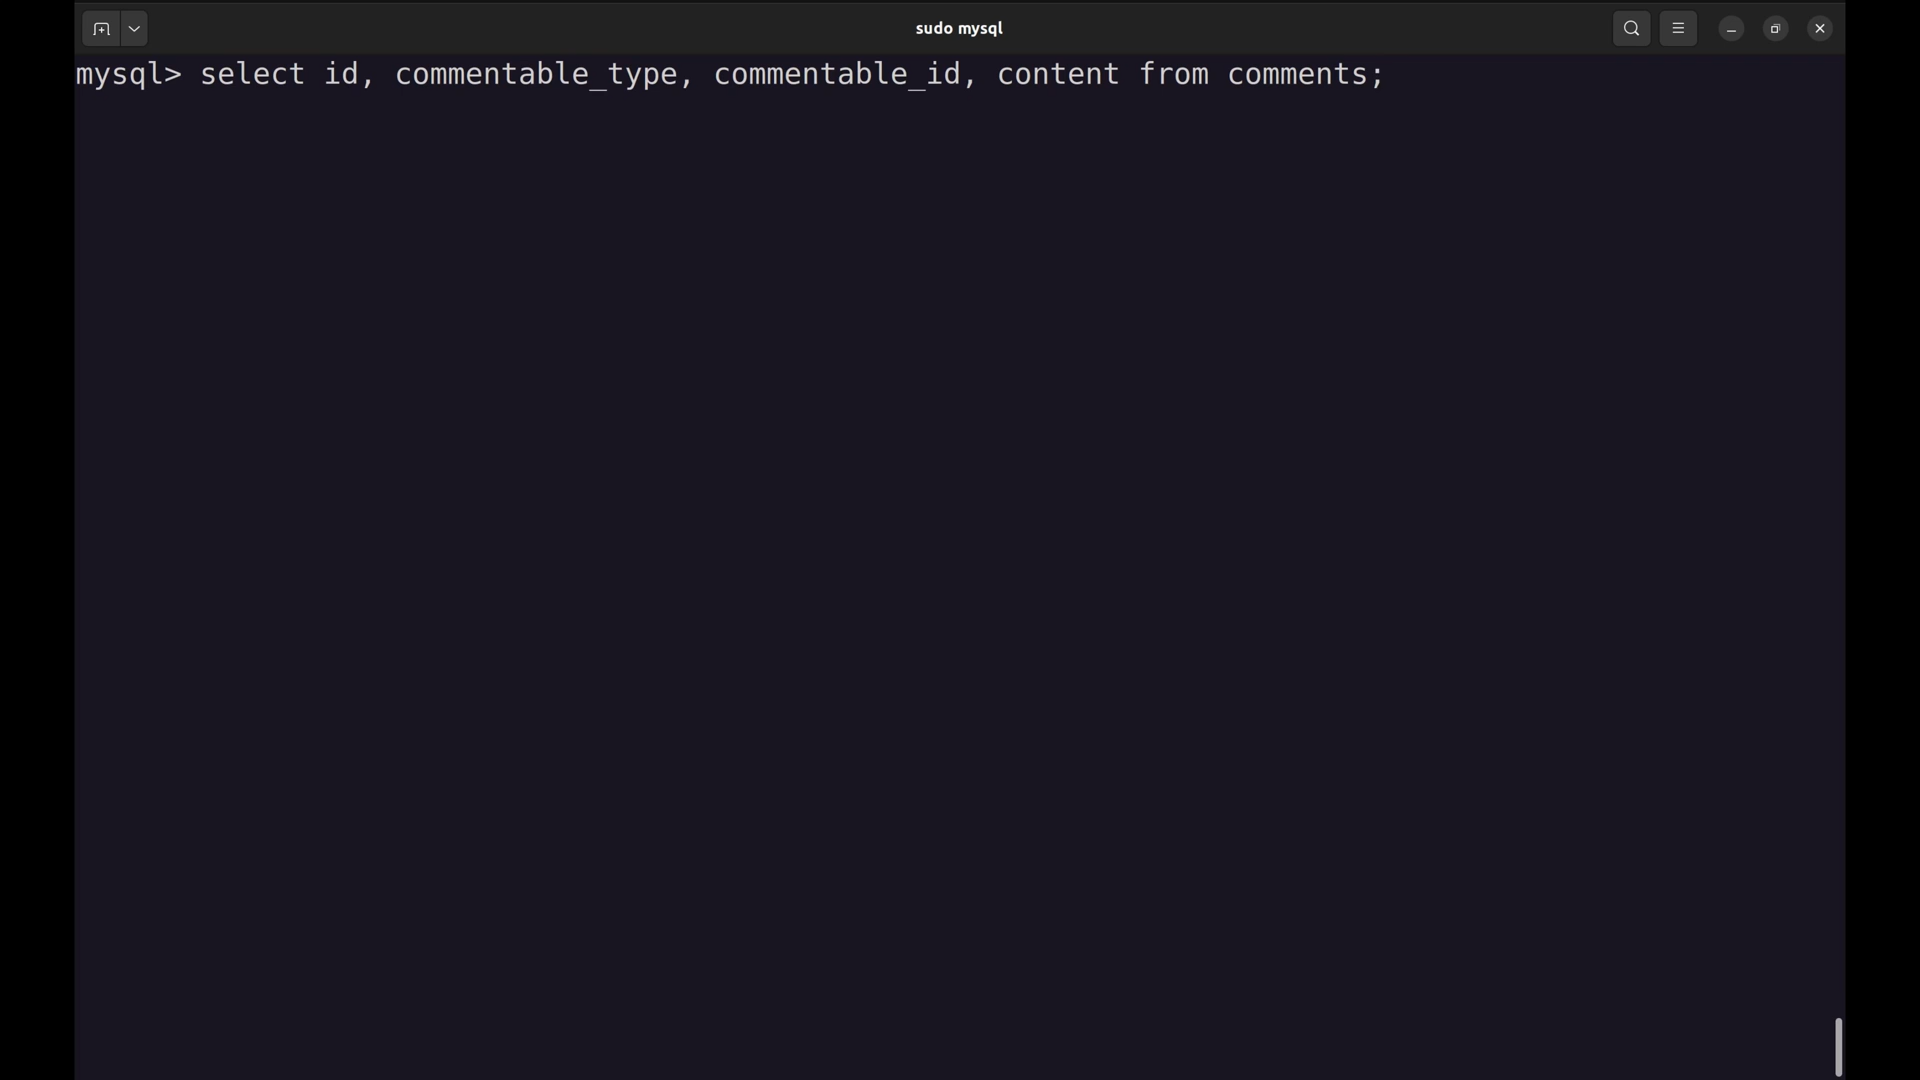 sudo mysql
mysql> select id, commentable_type, commentable_id, content from comments;